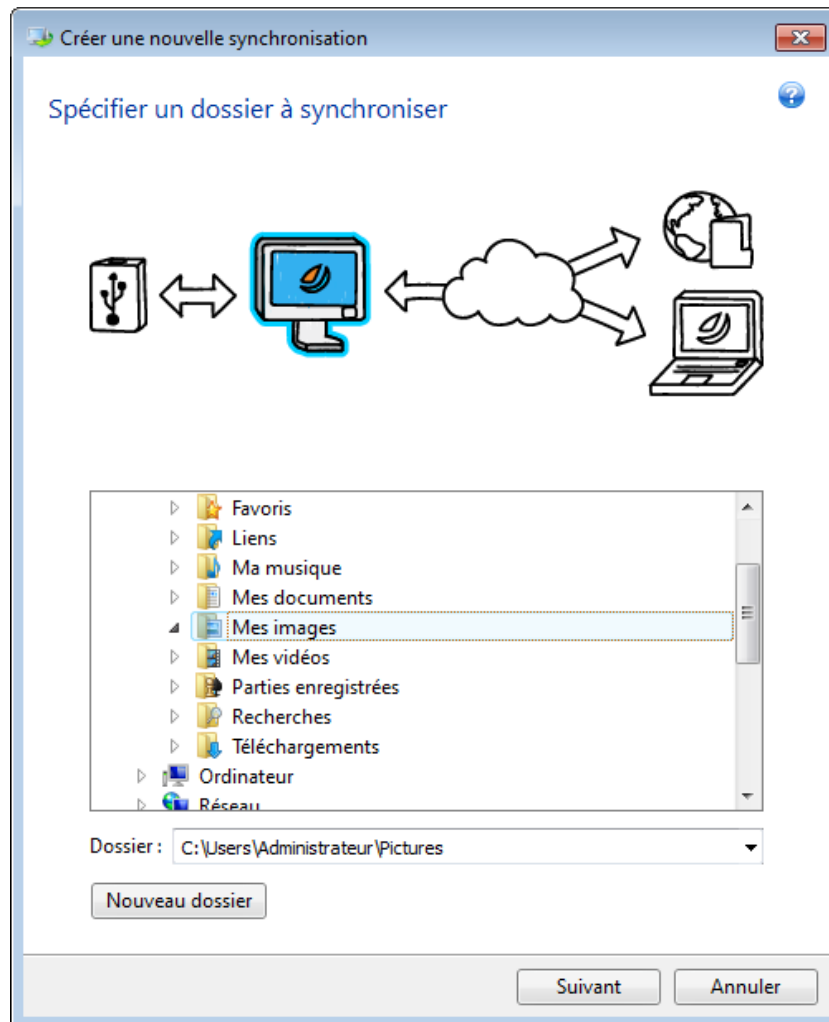 Créer une nouvelle synchronisation
Spécifier un dossier à synchroniser
Favoris
Liens
Ma musique
Mes documents
Mes images
Mes vidéos
Parties enregistrées
Recherches
Téléchargements
Ordinateur
Réseau
Dossier : C:\Users\Administrateur\Pictures
Nouveau dossier
Suivant Annuler